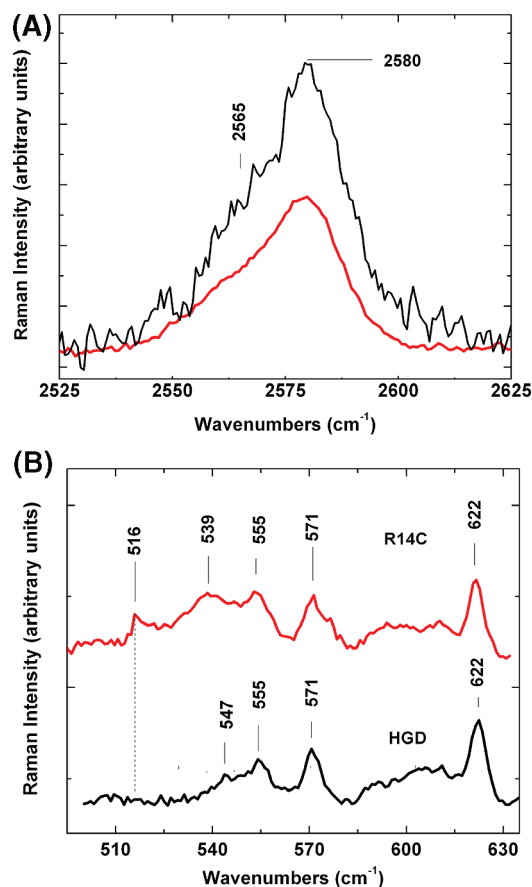 (A)
2580
2565
Raman Intensity (arbitrary units)
2525 2550 2575 2600 2625
Wavenumbers (cm-1)
(B)
516
539
555
571
622
R14C
547
555
571
622
HGD
Raman Intensity (arbitrary units)
510 540 570 600 630
Wavenumbers (cm-1)